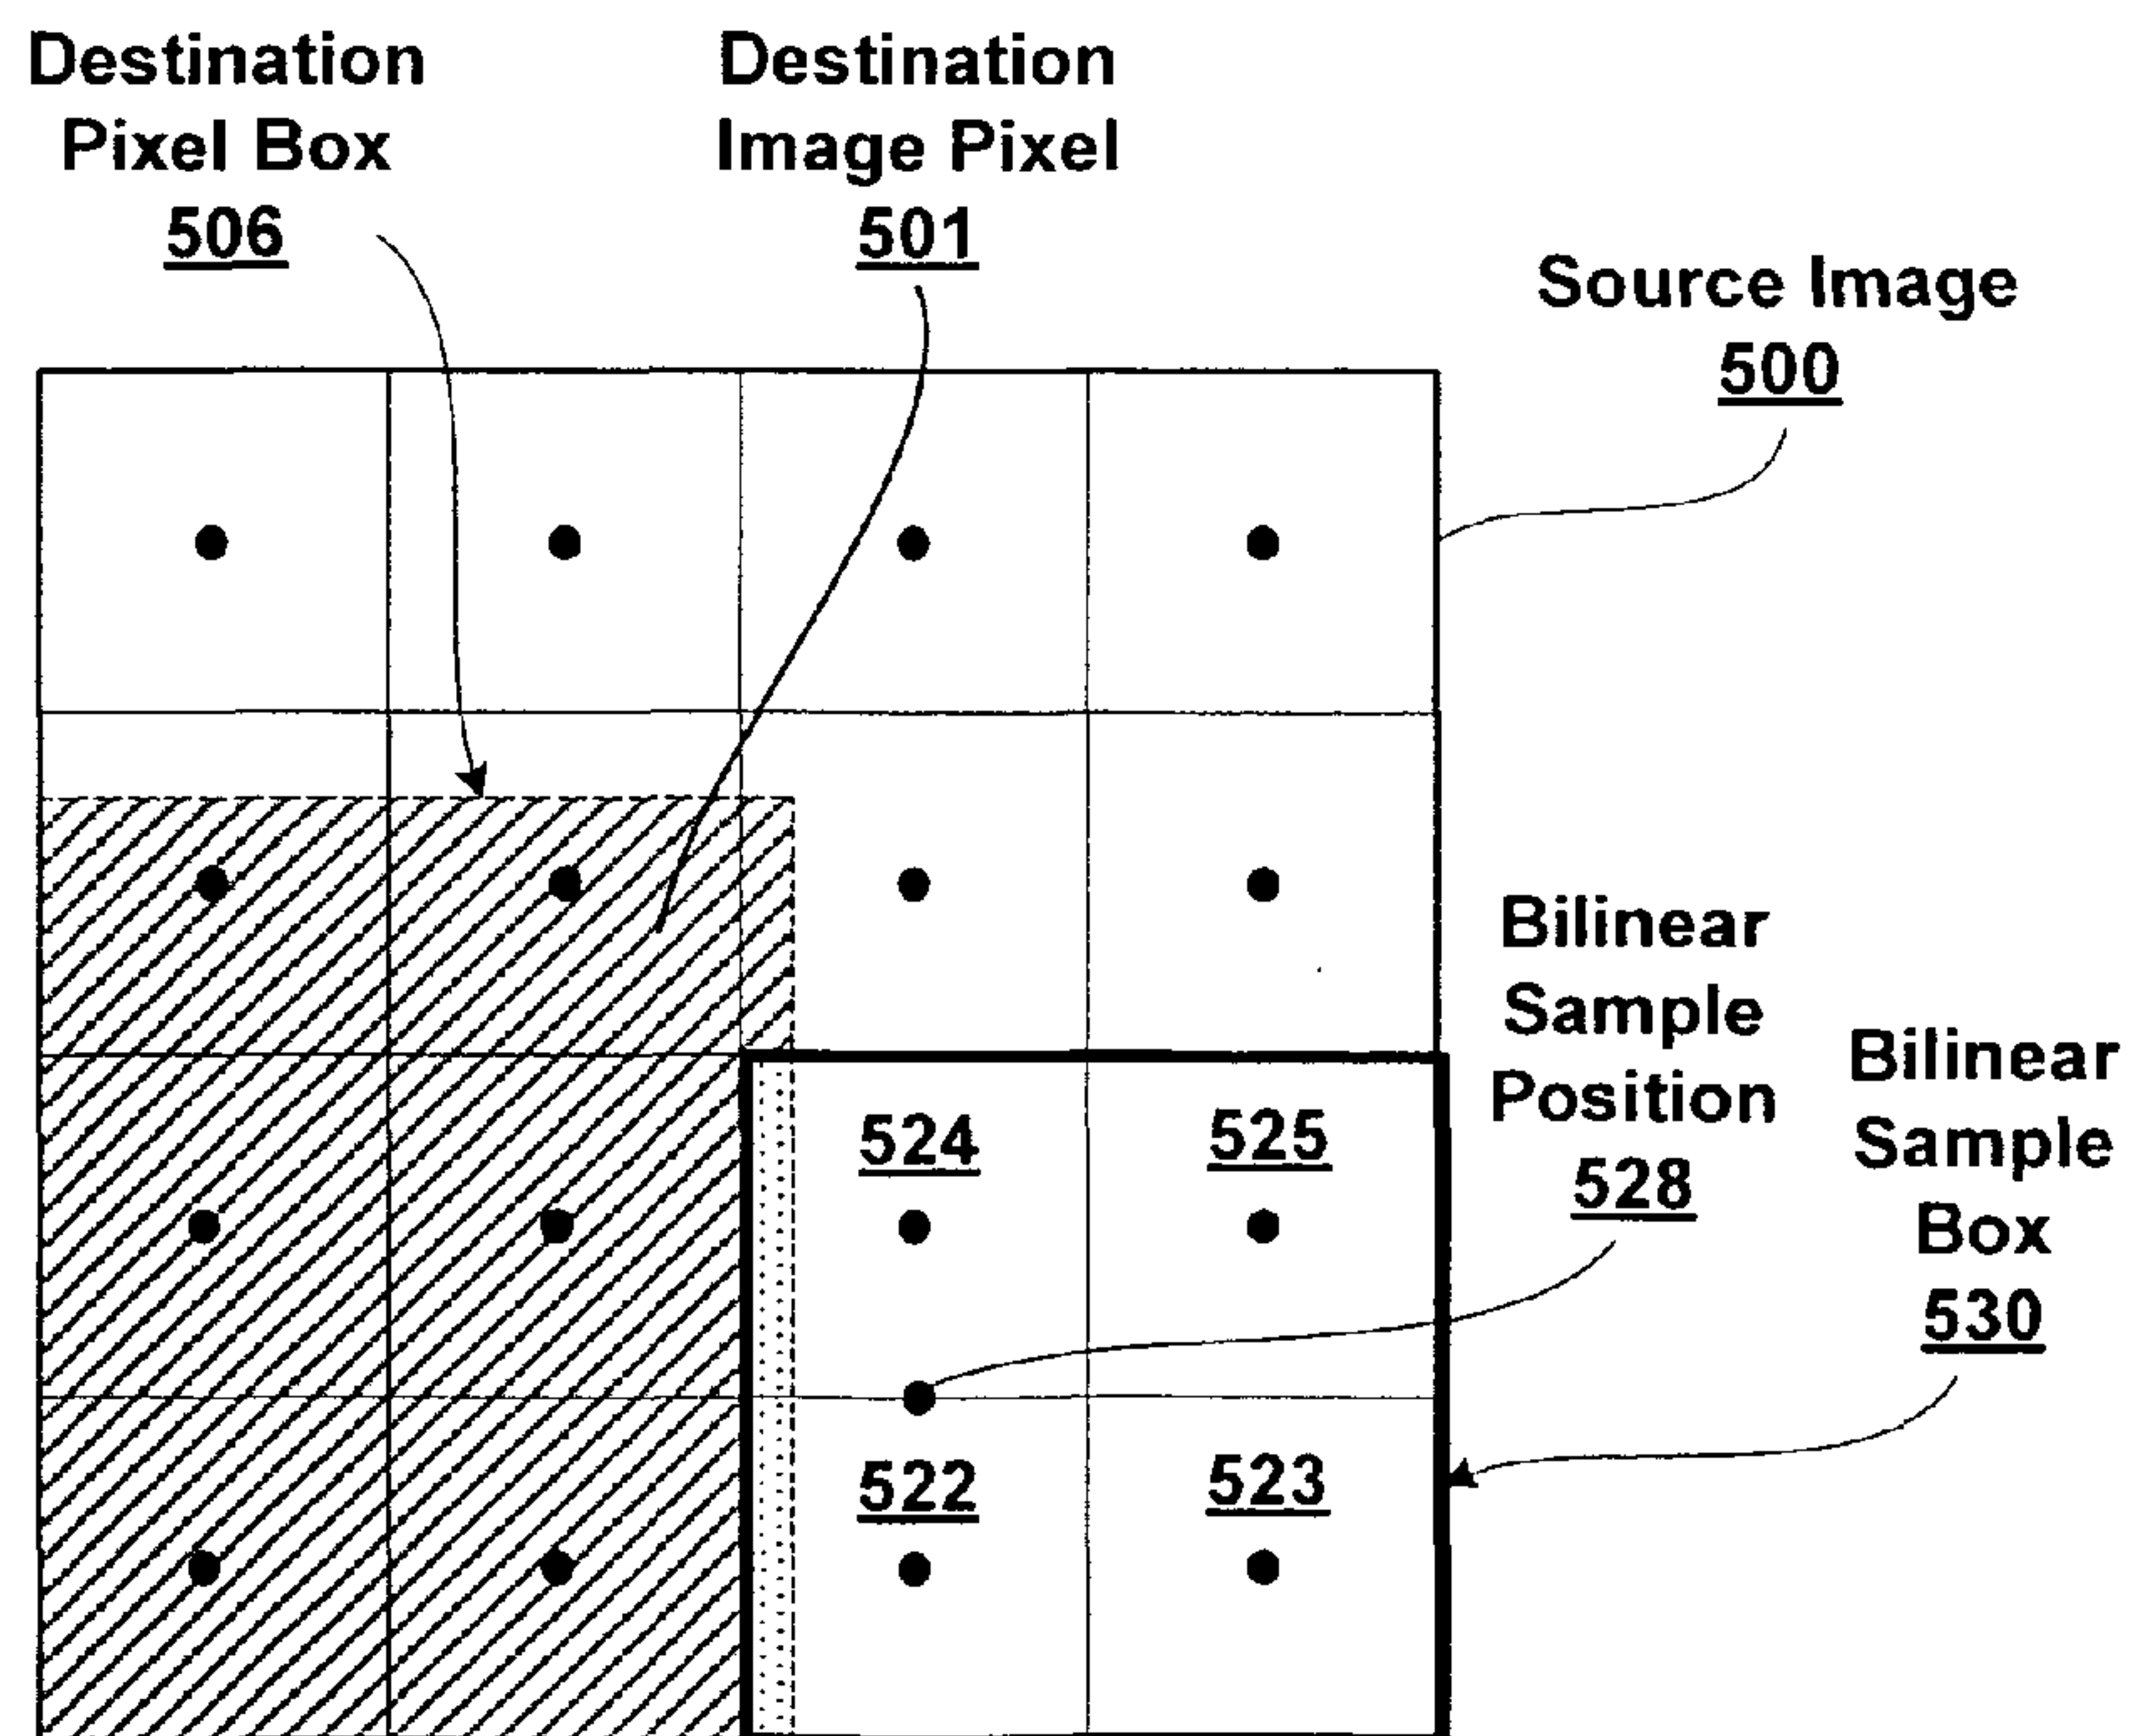 Destination
Pixel Box
506
Destination
Image Pixel
501
Source Image
500
Bilinear
Sample
Position
528
Bilinear
Sample
Box
530
524
525
522
523